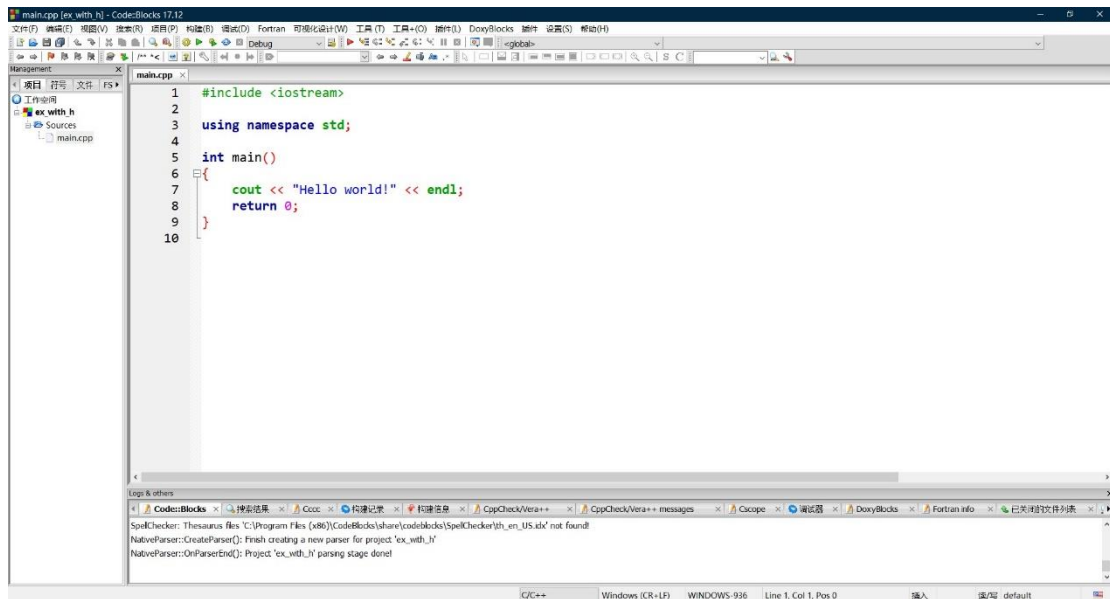 main.cpp [ex_with_h] - Code::Blocks 17.12
文件(F) 编辑(E) 视图(V) 搜索(R) 项目(P) 构建(B) 调试(D) Fortran 可视化设计(W) 工具(T) 工具+(O) 插件(L) DoxyBlocks 插件 设置(S) 帮助(H)
Debug <global>
/** *<
S C
Management
项目 符号 文件 FS
main.cpp
工作空间
ex_with_h
Sources
main.cpp
1 #include <iostream>
2
3 using namespace std;
4
5 int main()
6 {
7 cout << "Hello world!" << endl;
8 return 0;
9 }
10
Logs & others
Code::Blocks 搜索结果 Cccc 构建记录 构建信息 CppCheck/Vera++ CppCheck/Vera++ messages Cscope 调试器 DoxyBlocks Fortran info 已关闭的文件列表
SpellChecker: Thesaurus files 'C:\Program Files (x86)\CodeBlocks\share\codeblocks\SpellChecker\th_en_US.idx' not found!
NativeParser::CreateParser(): Finish creating a new parser for project 'ex_with_h'
NativeParser::OnParserEnd(): Project 'ex_with_h' parsing stage done!
C/C++ Windows (CR+LF) WINDOWS-936 Line 1, Col 1, Pos 0 插入 读/写 default